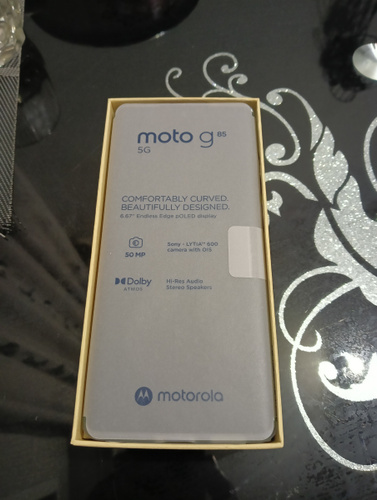 moto g 85
5G
COMFORTABLY CURVED.
BEAUTIFULLY DESIGNED.
6.67" Endless Edge pOLED display
50 MP
Sony - LYTIA™ 600
camera with OIS
Dolby
ATMOS
Hi-Res Audio
Stereo Speakers
motorola